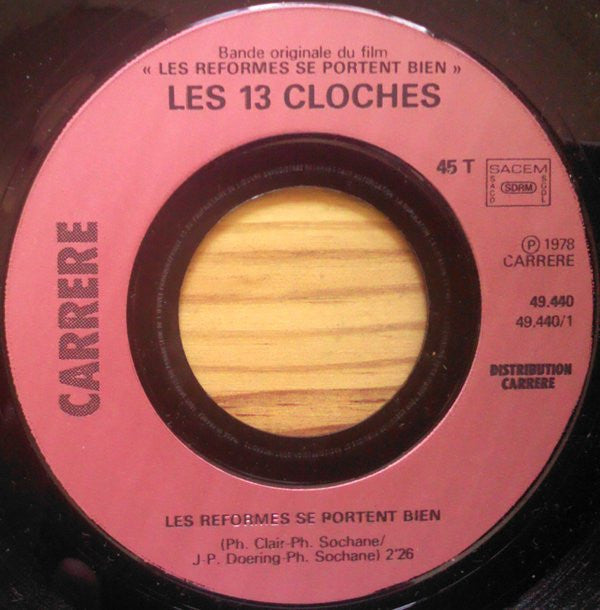 Bande originale du film
« LES REFORMES SE PORTENT BIEN »
LES 13 CLOCHES
45 T
SACEM
SACD
SDRM
SGDL
CARRERE
Ⓟ 1978
CARRERE
49.440
49.440/1
DISTRIBUTION
CARRERE
LES REFORMES SE PORTENT BIEN
(Ph. Clair-Ph. Sochane/
J-P. Doering-Ph. Sochane) 2'26